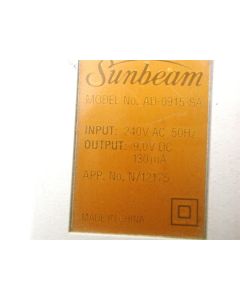 Sunbeam
MODEL No. AD-0915-SA
INPUT: 240V AC 50Hz
OUTPUT: 9.0V DC
130mA
APP. No. N/12175
MADE IN CHINA